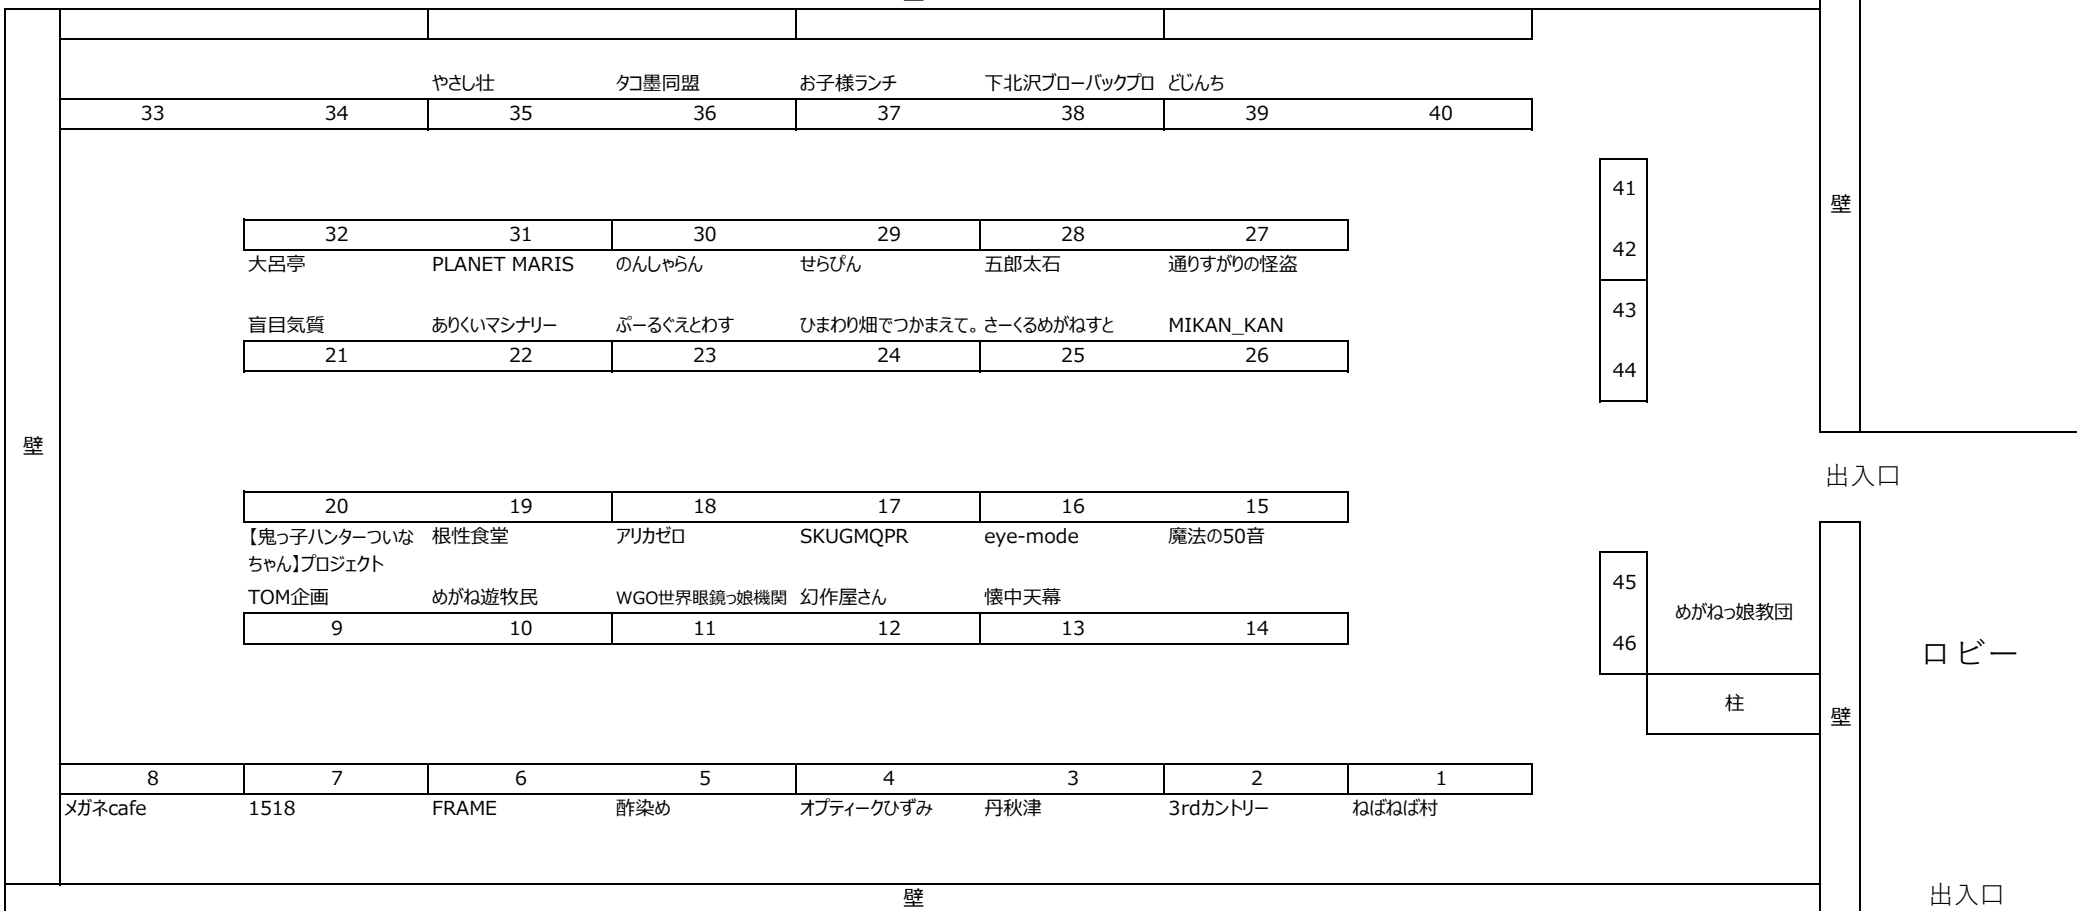 やさし壮 タコ墨同盟 お子様ランチ 下北沢ブローバックプロ どじんち
33 34 35 36 37 38 39 40
41
壁
32 31 30 29 28 27
42
大呂亭 PLANET MARIS のんしゃらん せらぴん 五郎太石 通りすがりの怪盗
43
盲目気質 ありくいマシナリー ぷーるぐえとわす ひまわり畑でつかまえて。 さーくるめがねすと MIKAN_KAN
21 22 23 24 25 26
44
壁
出入口
20 19 18 17 16 15
【鬼っ子ハンターついな 根性食堂 アリカゼロ SKUGMQPR eye-mode 魔法の50音
ちゃん】プロジェクト
45
TOM企画 めがね遊牧民 WGO世界眼鏡っ娘機関 幻作屋さん 懐中天幕
めがねっ娘教団
9 10 11 12 13 14
46
ロビー
柱
壁
8 7 6 5 4 3 2 1
メガネcafe 1518 FRAME 酢染め オプティークひずみ 丹秋津 3rdカントリー ねばねば村
壁
出入口